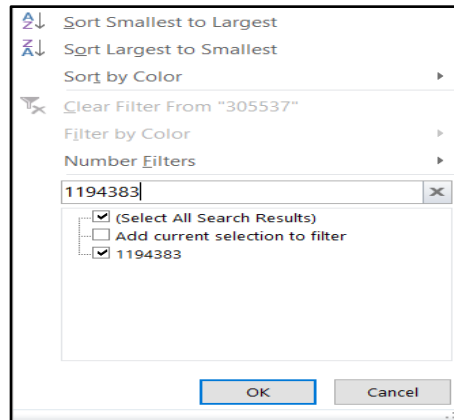 Sort Smallest to Largest
Sort Largest to Smallest
Sort by Color
Clear Filter From "305537"
Filter by Color
Number Filters
1194383
(Select All Search Results)
Add current selection to filter
1194383
OK Cancel